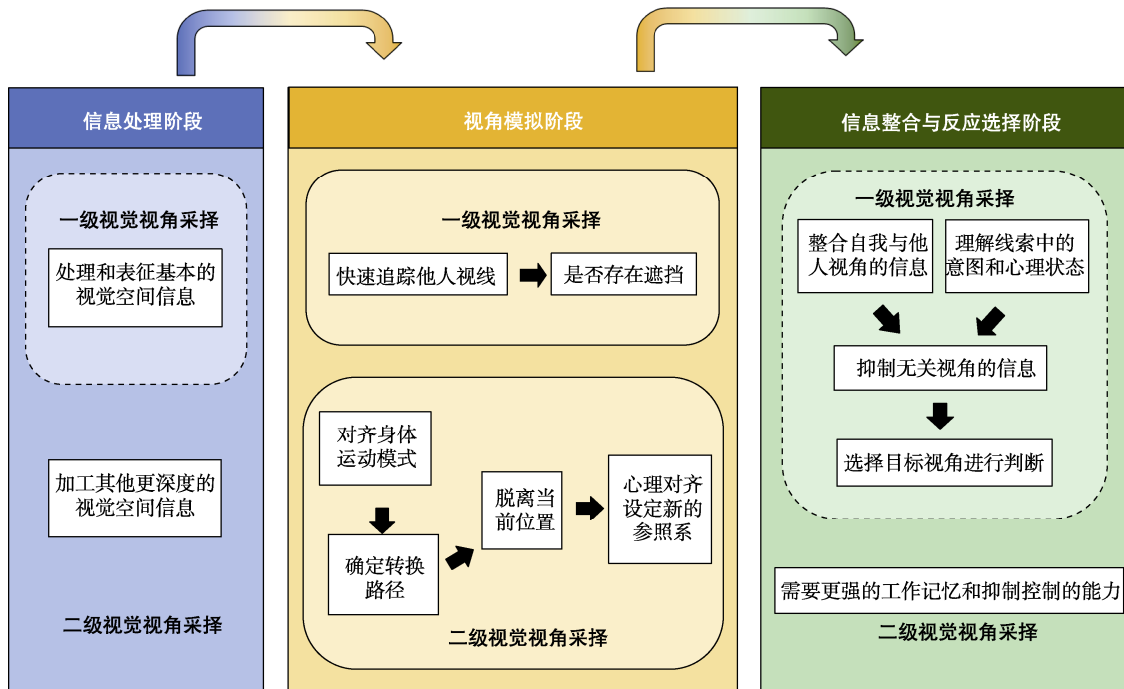 信息处理阶段
一级视觉视角采择
处理和表征基本的
视觉空间信息
加工其他更深度的
视觉空间信息
二级视觉视角采择
视角模拟阶段
一级视觉视角采择
快速追踪他人视线
是否存在遮挡
对齐身体
运动模式
确定转换
路径
脱离当
前位置
心理对齐
设定新的
参照系
二级视觉视角采择
信息整合与反应选择阶段
一级视觉视角采择
整合自我与他
人视角的信息
理解线索中的
意图和心理状态
抑制无关视角的信息
选择目标视角进行判断
需要更强的工作记忆和抑制控制的能力
二级视觉视角采择